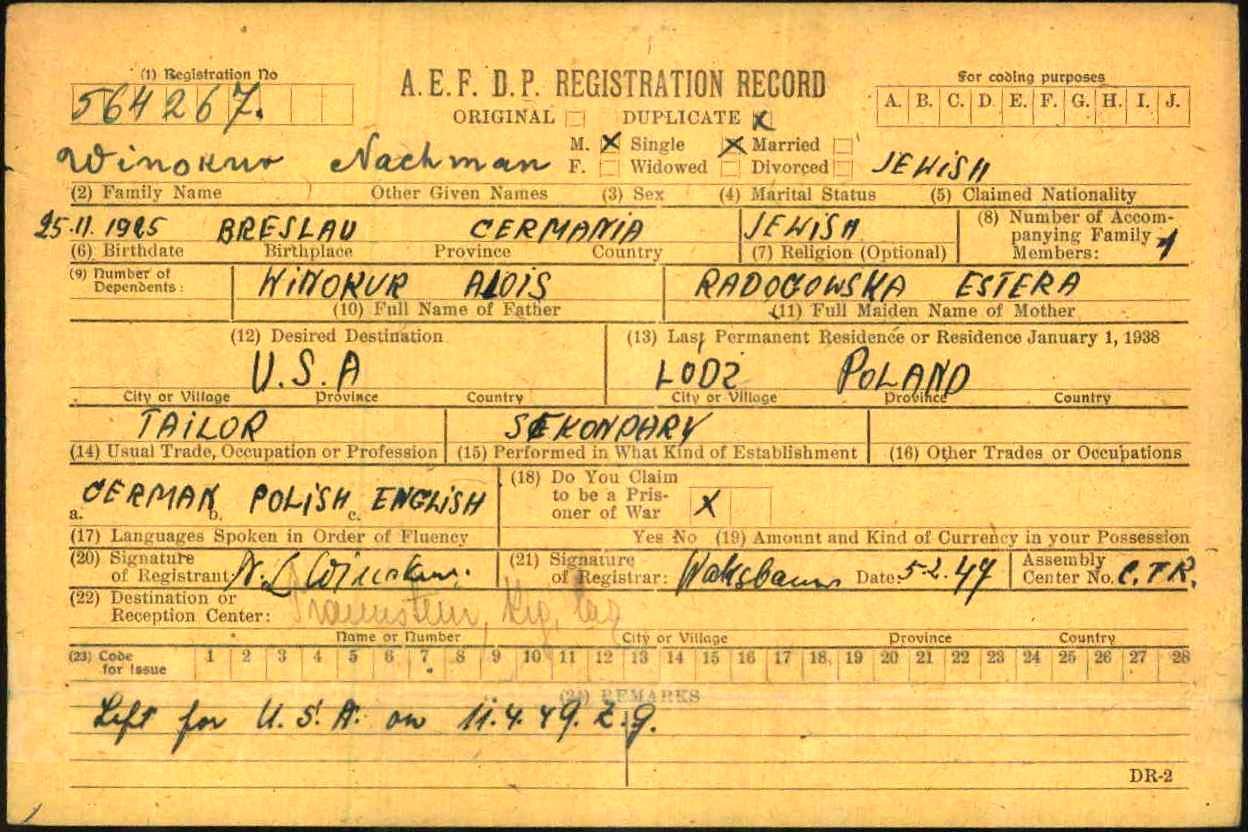 (1) Registration No
A. E. F. D. P. REGISTRATION RECORD
For coding purposes
564267.
ORIGINAL DUPLICATE X
A. B. C. D. E. F. G. H. I. J.
Winokur Nachman M. X Single X Married
F. Widowed Divorced JEWISH
(2) Family Name Other Given Names (3) Sex (4) Marital Status (5) Claimed Nationality
25.11. 1925 BRESLAU GERMANIA JEWISH (8) Number of Accom-
panying Family
Members: 1
(6) Birthdate Birthplace Province Country (7) Religion (Optional)
(9) Number of
Dependents:
WINOKUR ALOIS RADOGOWSKA ESTERA
(10) Full Name of Father (11) Full Maiden Name of Mother
(12) Desired Destination (13) Last Permanent Residence or Residence January 1, 1938
U.S.A LODZ POLAND
City or Village Province Country City or Village Province Country
TAILOR SEKONDARY
(14) Usual Trade, Occupation or Profession (15) Performed in What Kind of Establishment (16) Other Trades or Occupations
GERMAN POLISH ENGLISH
a. b. c.
(17) Languages Spoken in Order of Fluency
(18) Do You Claim
to be a Pris-
oner of War X
Yes No (19) Amount and Kind of Currency in your Possession
(20) Signature
of Registrant: (21) Signature
of Registrar: Waksbaum Date: 5.2.47 Assembly
Center No. C.T.R.
(22) Destination or
Reception Center: Traunstein,
Name or Number City or Village Province Country
(23) Code
for Issue 1 2 3 4 5 6 7 8 9 10 11 12 13 14 15 16 17 18 19 20 21 22 23 24 25 26 27 28
(24) REMARKS
Left for U. S. A. on 11.4.49. Z.g.
DR-2